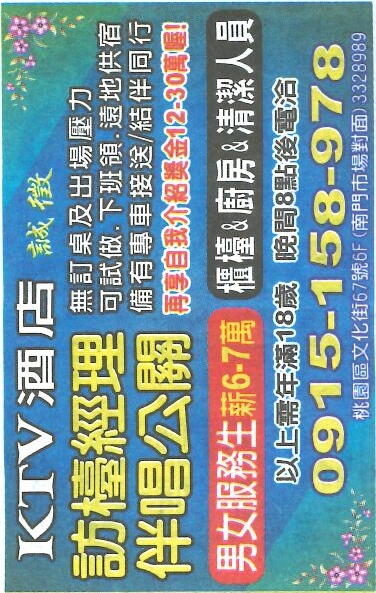 KTV酒店 誠徵
訪檯經理
伴唱公關
無訂桌及出場壓力
可試做.下班領.遠地供宿
備有專車接送/結伴同行
再享自我介紹獎金12-30萬喔!
男女服務生薪6-7萬
櫃檯&廚房&清潔人員
以上需年滿18歲 晚間8點後電洽
0915-158-978
桃園區文化街67號6F(南門市場對面)3328989